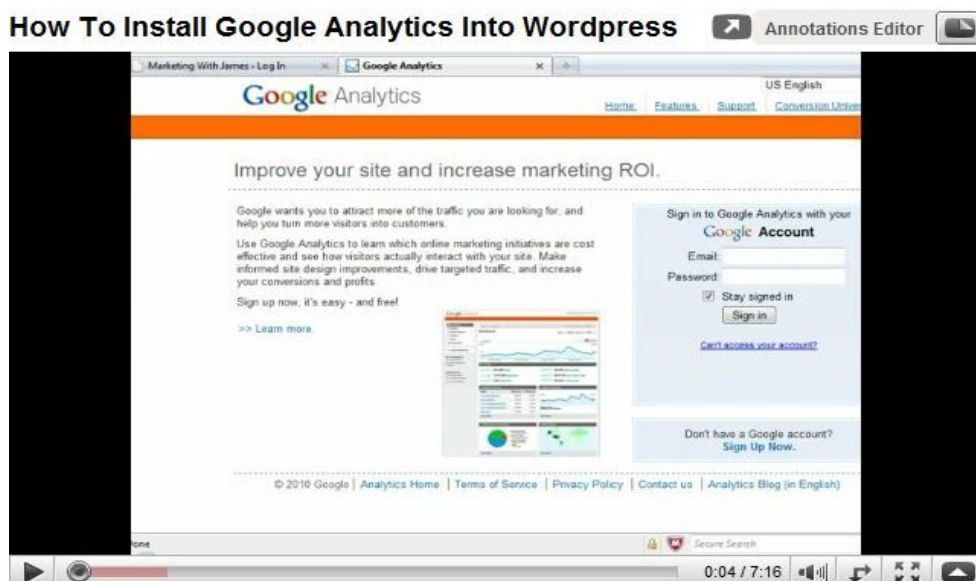 How To Install Google Analytics Into Wordpress
Annotations Editor
Marketing With James - Log In
Google Analytics
Google Analytics
US English
Home Features Support Conversion Univer
Improve your site and increase marketing ROI.
Google wants you to attract more of the traffic you are looking for, and
help you turn more visitors into customers.
Use Google Analytics to learn which online marketing initiatives are cost
effective and see how visitors actually interact with your site. Make
informed site design improvements, drive targeted traffic, and increase
your conversions and profits
Sign up now, it's easy - and free!
>> Learn more
Sign in to Google Analytics with your
Google Account
Email:
Password:
Stay signed in
Sign in
Can't access your account?
Don't have a Google account?
Sign Up Now.
© 2010 Google | Analytics Home | Terms of Service | Privacy Policy | Contact us | Analytics Blog (in English)
one
Secure Search
0:04 / 7:16